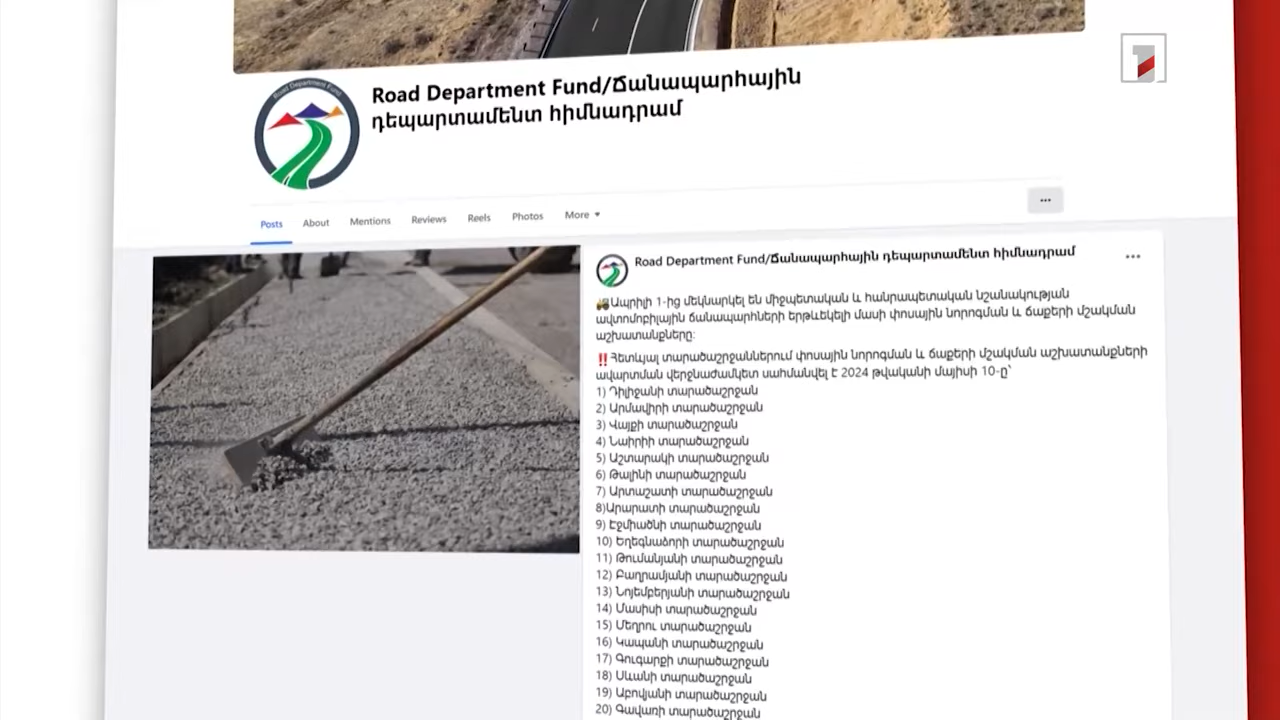 Road Department Fund
Road Department Fund/Ճանապարհային
դեպարտամենտ հիմնադրամ
Posts About Mentions Reviews Reels Photos More
Road Department Fund/Ճանապարհային դեպարտամենտ հիմնադրամ
Ապրիլի 1-ից մեկնարկել են միջպետական և հանրապետական նշանակության
ավտոմոբիլային ճանապարհների երթևեկելի մասի փոսային նորոգման և ճաքերի մշակման
աշխատանքները:
‼Հետևյալ տարածաշրջաններում փոսային նորոգման և ճաքերի մշակման աշխատանքների
ավարտման վերջնաժամկետ սահմանվել է 2024 թվականի մայիսի 10-ը՝
1) Դիլիջանի տարածաշրջան
2) Արմավիրի տարածաշրջան
3) Վայքի տարածաշրջան
4) Նաիրիի տարածաշրջան
5) Աշտարակի տարածաշրջան
6) Թալինի տարածաշրջան
7) Արտաշատի տարածաշրջան
8)Արարատի տարածաշրջան
9) Էջմիածնի տարածաշրջան
10) Եղեգնաձորի տարածաշրջան
11) Թումանյանի տարածաշրջան
12) Բաղրամյանի տարածաշրջան
13) Նոյեմբերյանի տարածաշրջան
14) Մասիսի տարածաշրջան
15) Մեղրու տարածաշրջան
16) Կապանի տարածաշրջան
17) Գուգարքի տարածաշրջան
18) Սևանի տարածաշրջան
19) Աբովյանի տարածաշրջան
20) Գավառի տարածաշրջան